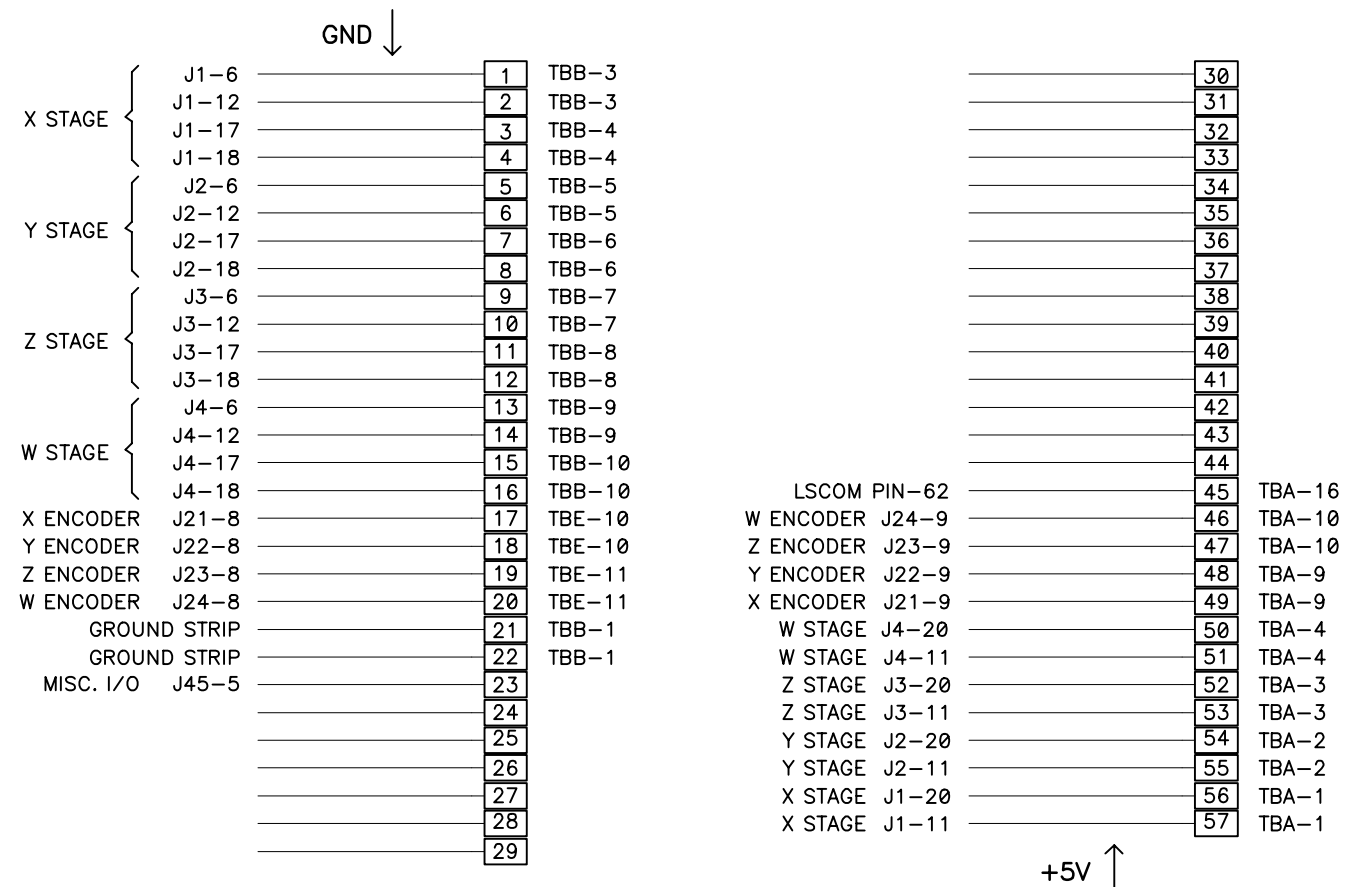 GND
X STAGE
J1-6 1 TBB-3
J1-12 2 TBB-3
J1-17 3 TBB-4
J1-18 4 TBB-4
Y STAGE
J2-6 5 TBB-5
J2-12 6 TBB-5
J2-17 7 TBB-6
J2-18 8 TBB-6
Z STAGE
J3-6 9 TBB-7
J3-12 10 TBB-7
J3-17 11 TBB-8
J3-18 12 TBB-8
W STAGE
J4-6 13 TBB-9
J4-12 14 TBB-9
J4-17 15 TBB-10
J4-18 16 TBB-10
X ENCODER J21-8 17 TBE-10
Y ENCODER J22-8 18 TBE-10
Z ENCODER J23-8 19 TBE-11
W ENCODER J24-8 20 TBE-11
GROUND STRIP 21 TBB-1
GROUND STRIP 22 TBB-1
MISC. I/O J45-5 23
24
25
26
27
28
29
30
31
32
33
34
35
36
37
38
39
40
41
42
43
44
LSCOM PIN-62 45 TBA-16
W ENCODER J24-9 46 TBA-10
Z ENCODER J23-9 47 TBA-10
Y ENCODER J22-9 48 TBA-9
X ENCODER J21-9 49 TBA-9
W STAGE J4-20 50 TBA-4
W STAGE J4-11 51 TBA-4
Z STAGE J3-20 52 TBA-3
Z STAGE J3-11 53 TBA-3
Y STAGE J2-20 54 TBA-2
Y STAGE J2-11 55 TBA-2
X STAGE J1-20 56 TBA-1
X STAGE J1-11 57 TBA-1
+5V